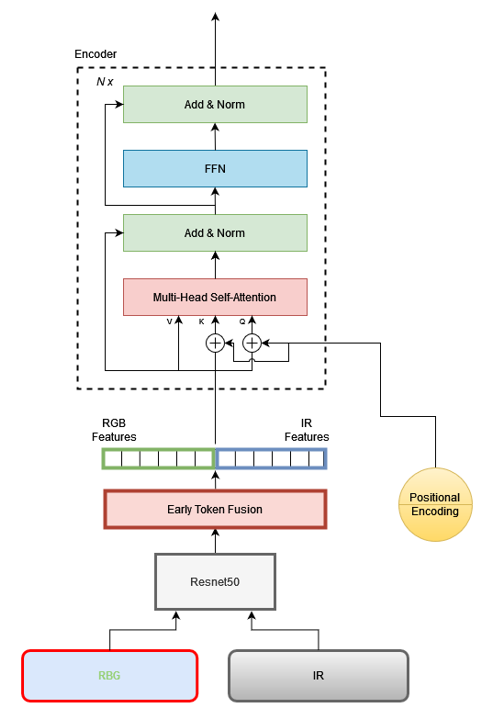 Encoder
N x
Add & Norm
FFN
Add & Norm
Multi-Head Self-Attention
V
K
Q
RGB
Features
IR
Features
Positional
Encoding
Early Token Fusion
Resnet50
RBG
IR